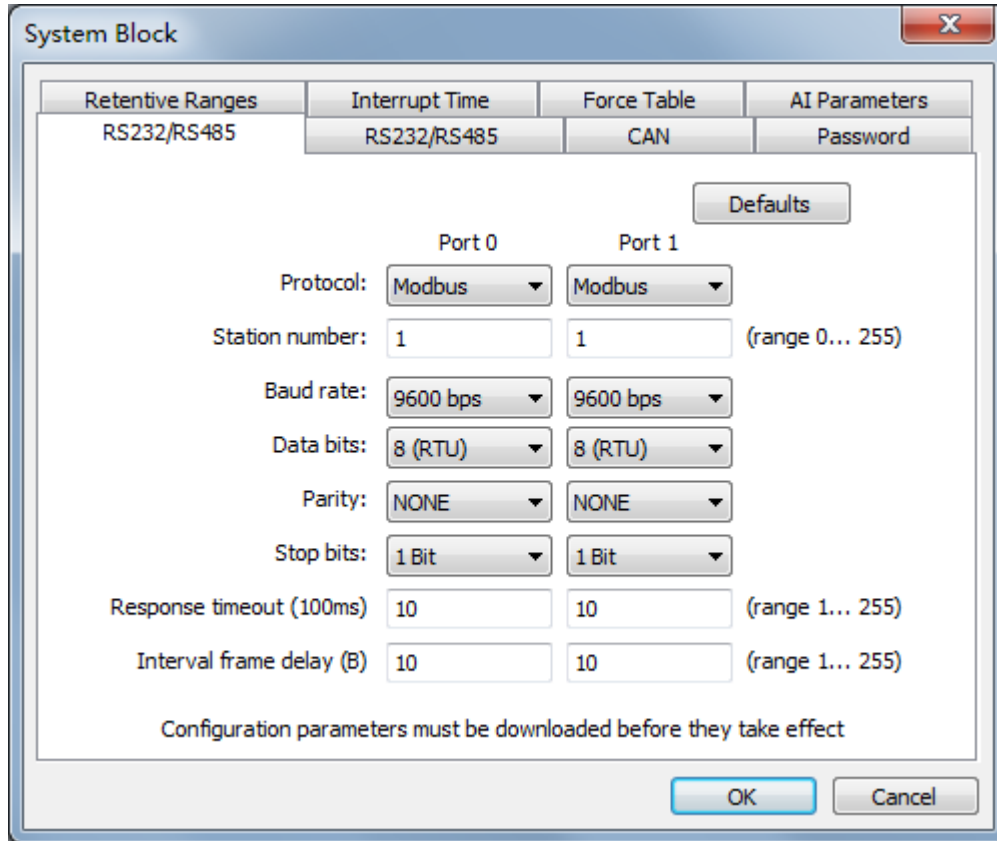 System Block
Retentive Ranges Interrupt Time Force Table AI Parameters
RS232/RS485 RS232/RS485 CAN Password
Defaults
Port 0 Port 1
Protocol: Modbus Modbus
Station number: 1 1 (range 0... 255)
Baud rate: 9600 bps 9600 bps
Data bits: 8 (RTU) 8 (RTU)
Parity: NONE NONE
Stop bits: 1 Bit 1 Bit
Response timeout (100ms) 10 10 (range 1... 255)
Interval frame delay (B) 10 10 (range 1... 255)
Configuration parameters must be downloaded before they take effect
OK Cancel